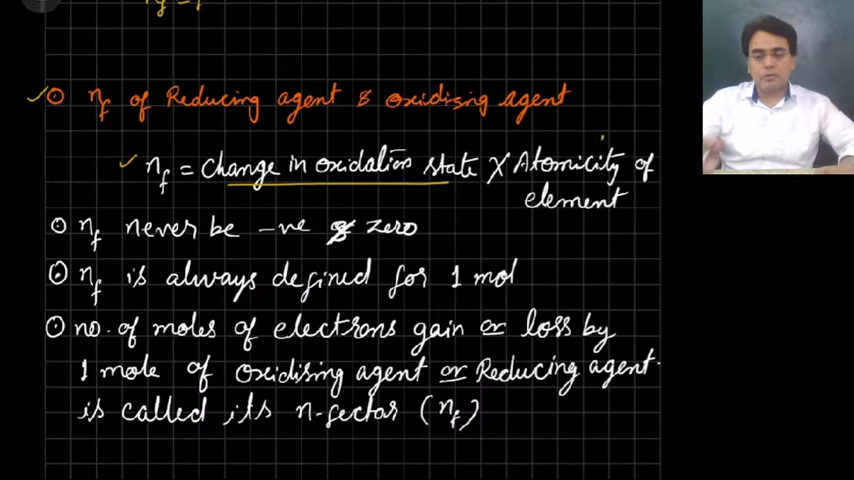 ⊙ nf of Reducing agent & oxidising agent
nf = Change in oxidation state X Atomicity of
element
⊙ nf never be -ve & zero
⊙ nf is always defined for 1 mol
⊙ no. of moles of electrons gain or loss by
1 mole of oxidising agent or Reducing agent.
is called its n-fector (nf)